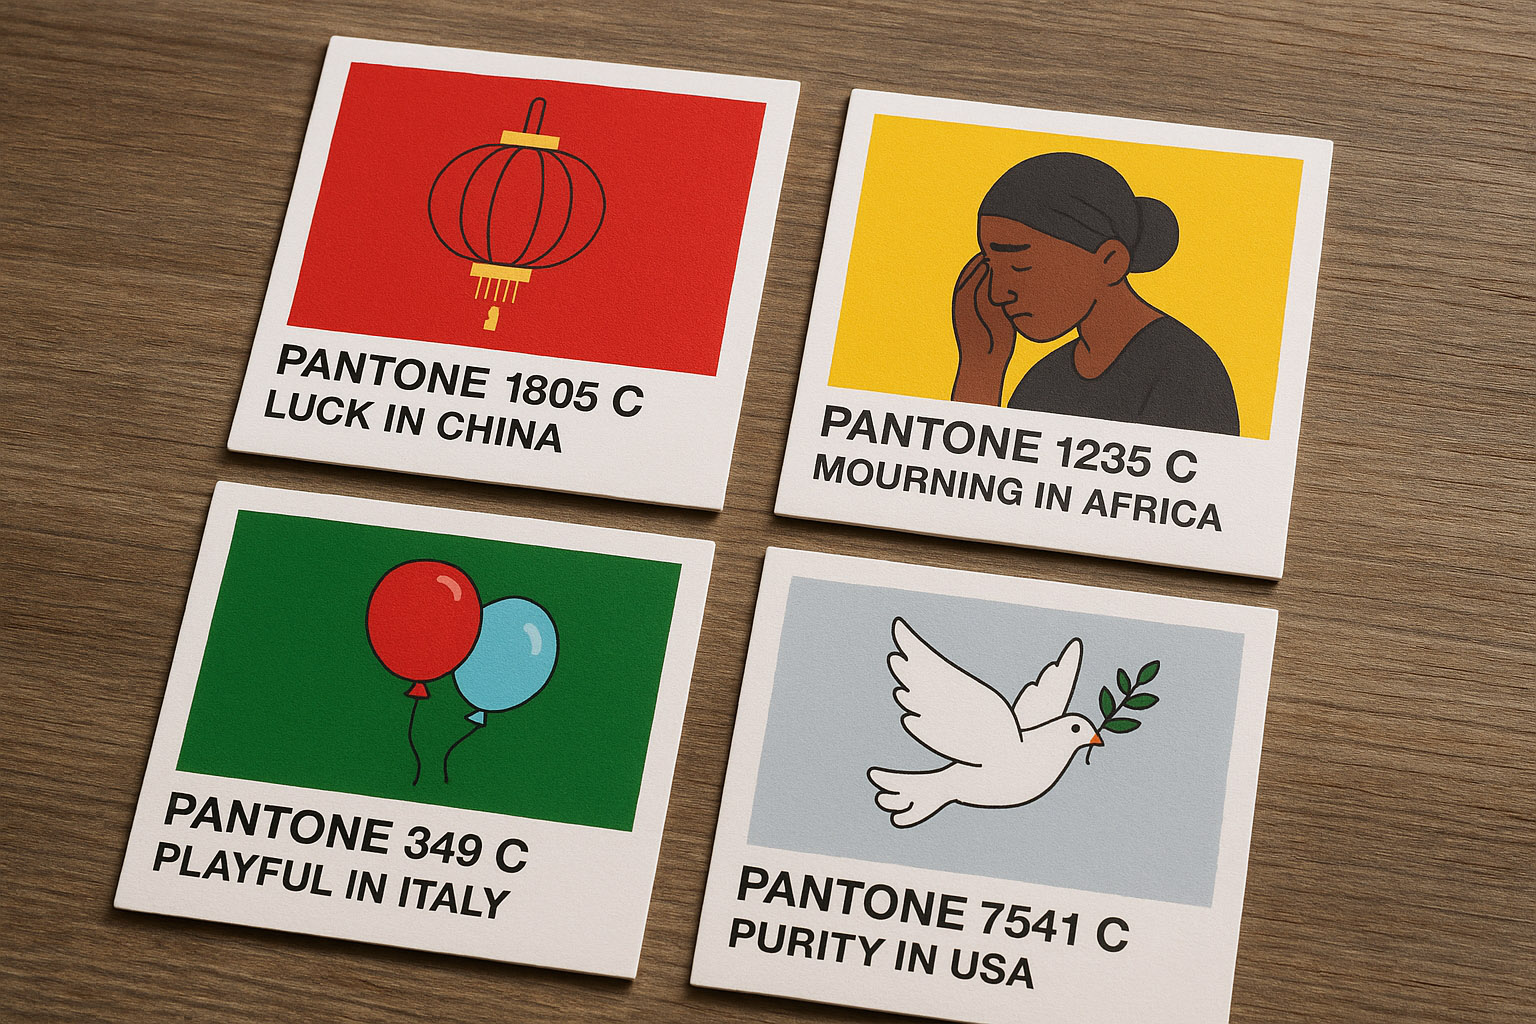 PANTONE 1805 C
LUCK IN CHINA
PANTONE 1235 C
MOURNING IN AFRICA
PANTONE 349 C
PLAYFUL IN ITALY
PANTONE 7541 C
PURITY IN USA